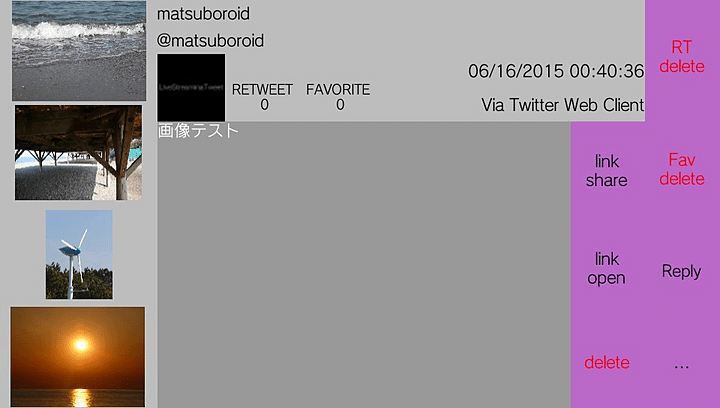 matsuboroid
@matsuboroid
LiveStreamingTweet
RETWEET
0
FAVORITE
0
06/16/2015 00:40:36
Via Twitter Web Client
画像テスト
RT
delete
link
share
Fav
delete
link
open
Reply
delete
...